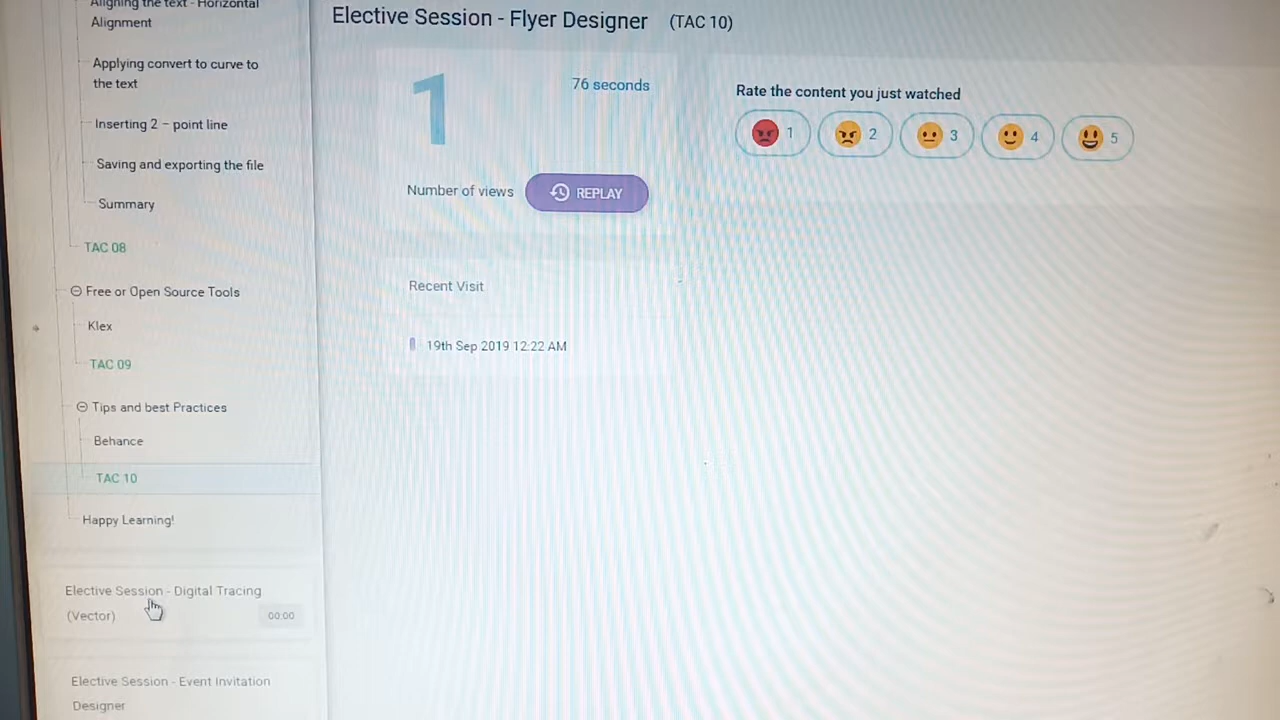 Aligning the text - Horizontal
Alignment
Applying convert to curve to
the text
Inserting 2 – point line
Saving and exporting the file
Summary
TAC 08
Free or Open Source Tools
Klex
TAC 09
Tips and best Practices
Behance
TAC 10
Happy Learning!
Elective Session - Digital Tracing
(Vector)
00:00
Elective Session - Event Invitation
Designer
Elective Session - Flyer Designer (TAC 10)
1
76 seconds
Number of views
REPLAY
Recent Visit
19th Sep 2019 12:22 AM
Rate the content you just watched
1 2 3 4 5